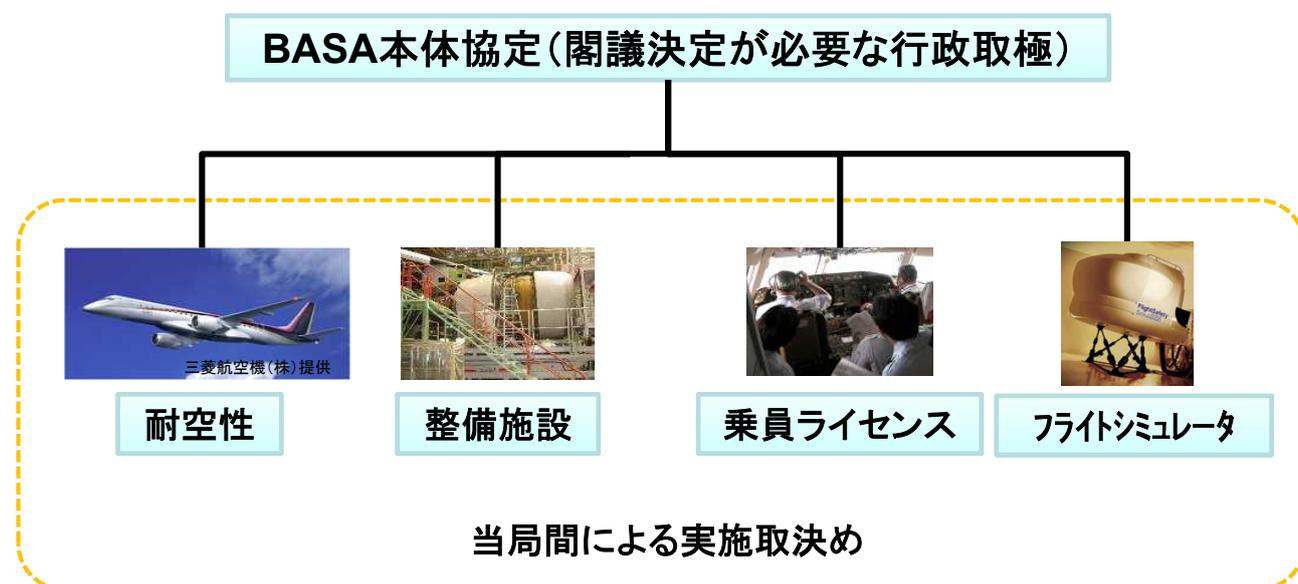 BASA本体協定（閣議決定が必要な行政取極）
三菱航空機（株）提供
FlightSafety
耐空性
整備施設
乗員ライセンス
フライトシミュレータ
当局間による実施取決め